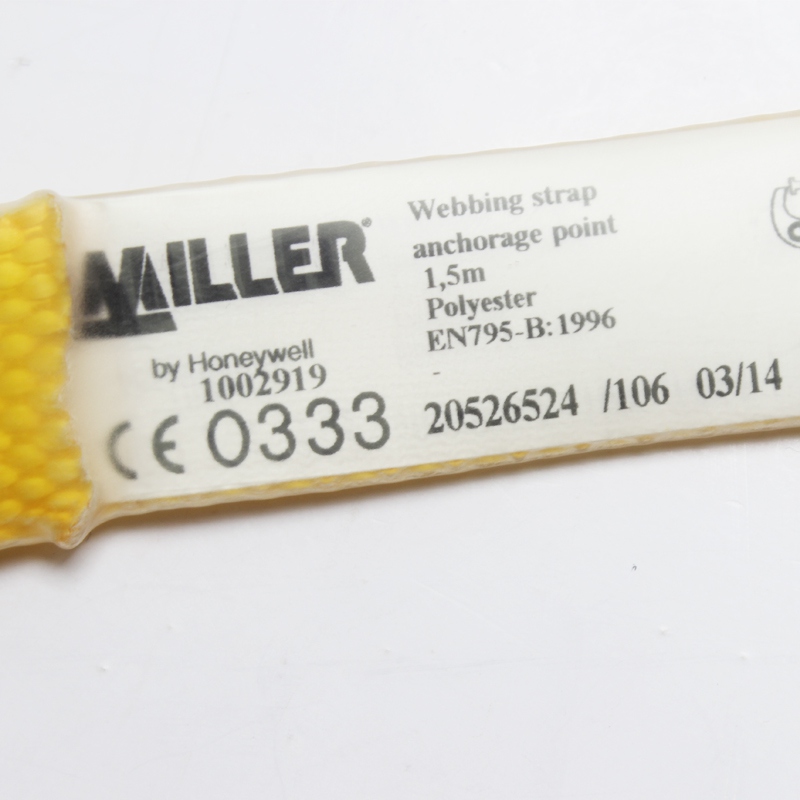 MILLER®
by Honeywell
1002919
CE 0333
Webbing strap
anchorage point
1,5m
Polyester
EN795-B:1996
-
20526524 /106 03/14